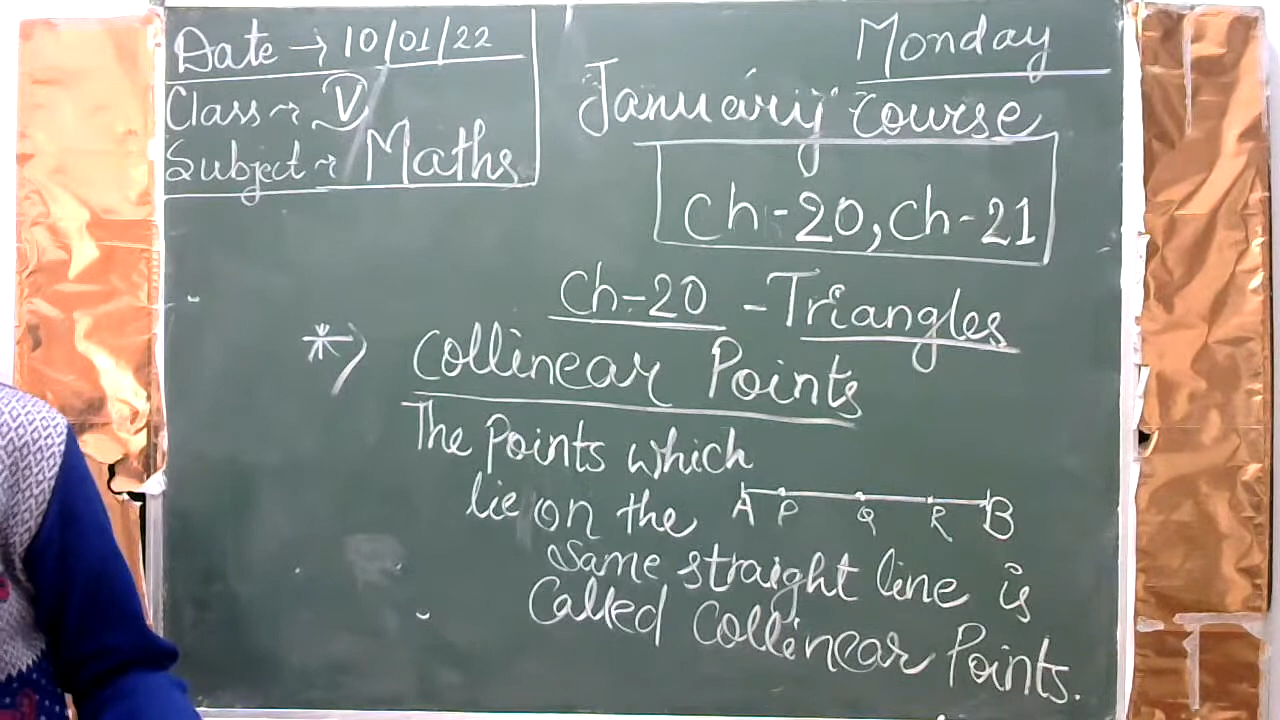 Date → 10/01/22
Class → V
Subject → Maths
Monday
January course
Ch-20, Ch-21
Ch-20 - Triangles
*) Collinear Points
The Points which
lie on the
A P Q R B
same straight line is
Called Collinear Points.